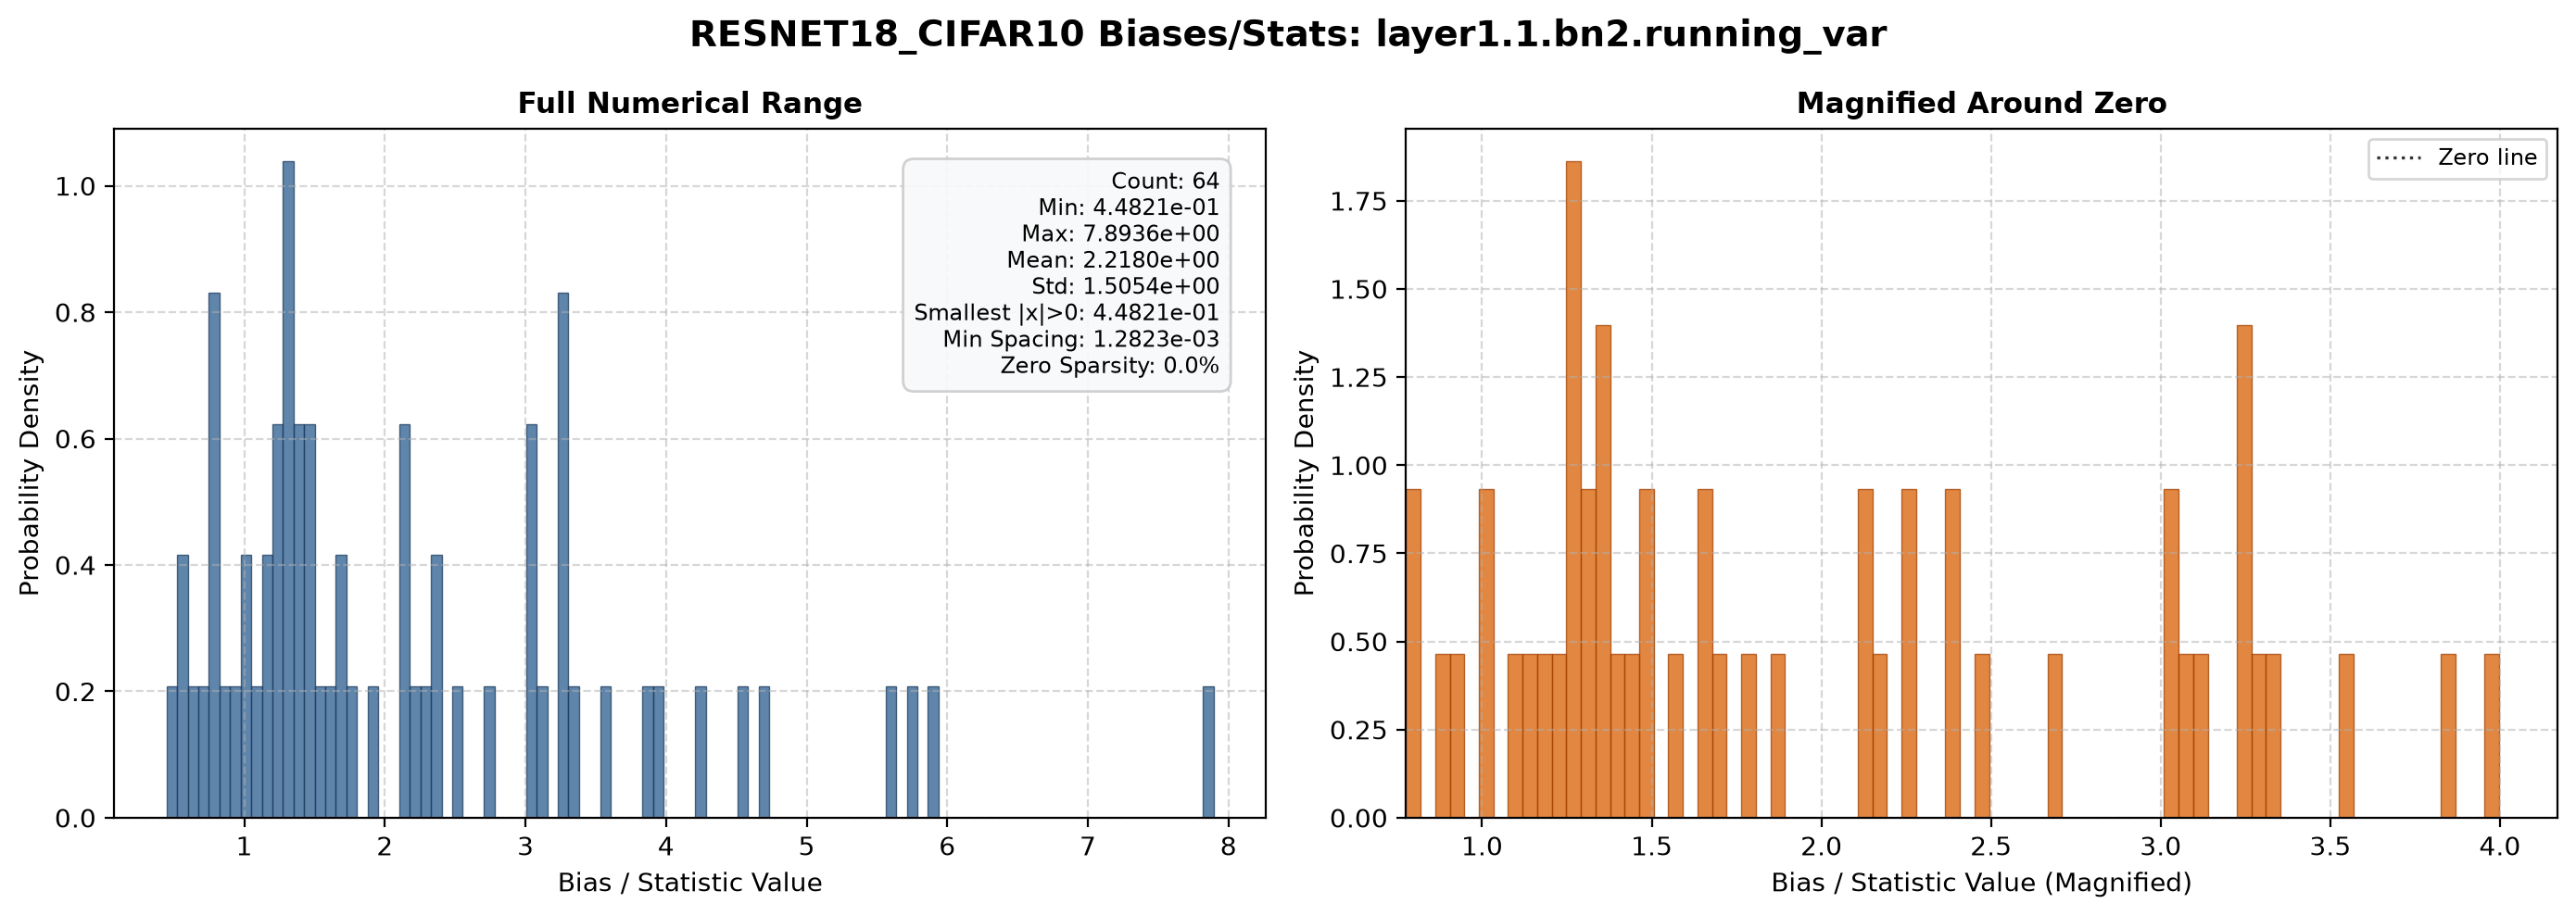 RESNET18_CIFAR10 Biases/Stats: layer1.1.bn2.running_var
Full Numerical Range
Probability Density
1.0
0.8
0.6
0.4
0.2
0.0
Count: 64
Min: 4.4821e-01
Max: 7.8936e+00
Mean: 2.2180e+00
Std: 1.5054e+00
Smallest |x|>0: 4.4821e-01
Min Spacing: 1.2823e-03
Zero Sparsity: 0.0%
1 2 3 4 5 6 7 8
Bias / Statistic Value
Magnified Around Zero
Zero line
Probability Density
1.75
1.50
1.25
1.00
0.75
0.50
0.25
0.00
1.0 1.5 2.0 2.5 3.0 3.5 4.0
Bias / Statistic Value (Magnified)